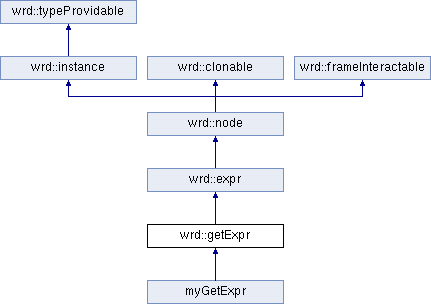 wrd::typeProvidable
wrd::instance wrd::clonable wrd::frameInteractable
wrd::node
wrd::expr
wrd::getExpr
myGetExpr